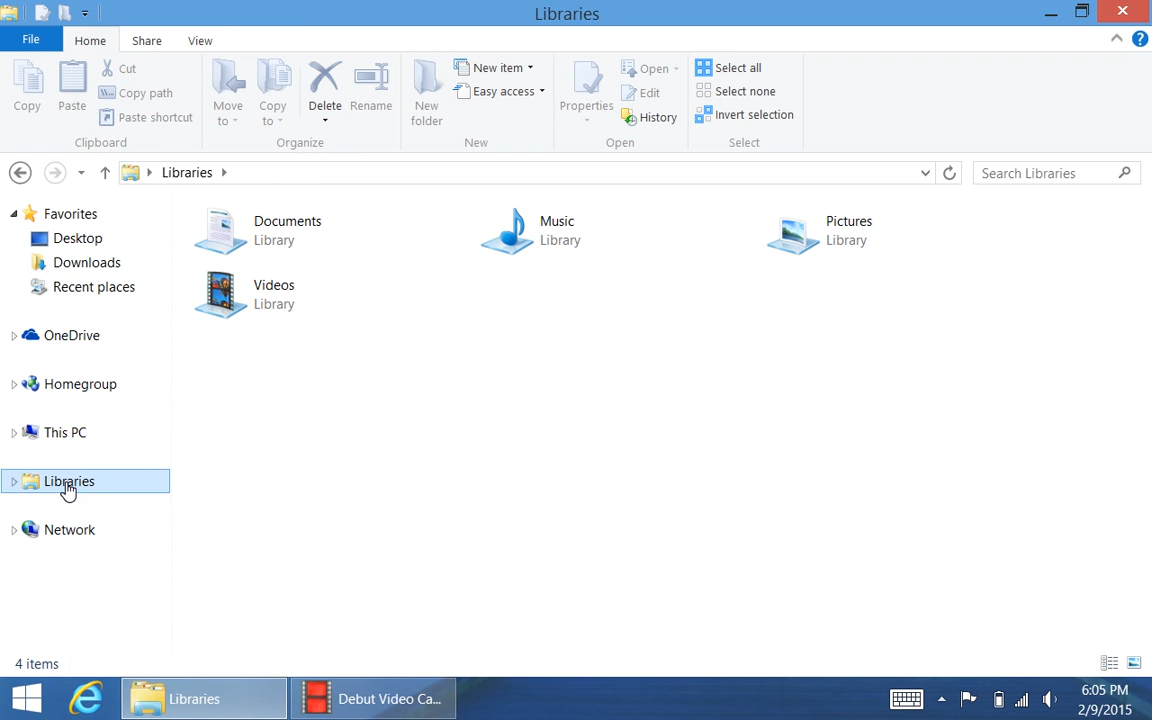 Libraries
File Home Share View
Copy
Paste
Cut
Copy path
Paste shortcut
Clipboard
Move to
Copy to
Delete
Rename
Organize
New folder
New item
Easy access
New
Properties
Open
Edit
History
Open
Select all
Select none
Invert selection
Select
Libraries
Search Libraries
Favorites
Desktop
Downloads
Recent places
OneDrive
Homegroup
This PC
Libraries
Network
Documents
Library
Music
Library
Pictures
Library
Videos
Library
4 items
Libraries
Debut Video Ca...
6:05 PM
2/9/2015